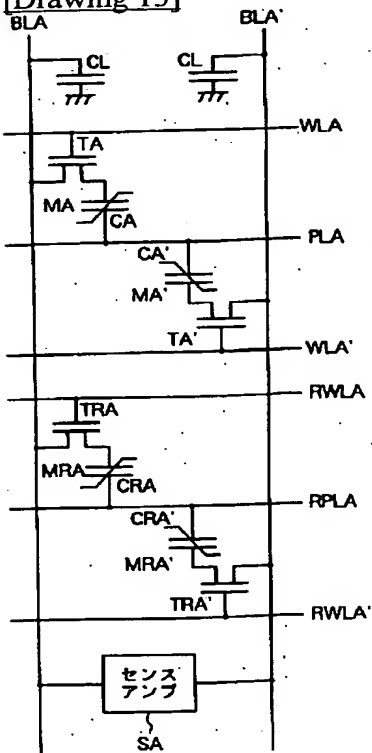 [Drawing 15]
BLA
BLA'
CL
CL
WLA
TA
MA
CA
PLA
CA'
MA'
TA'
WLA'
RWLA
TRA
MRA
CRA
RPLA
CRA'
MRA'
TRA'
RWLA'
センス
アンプ
SA